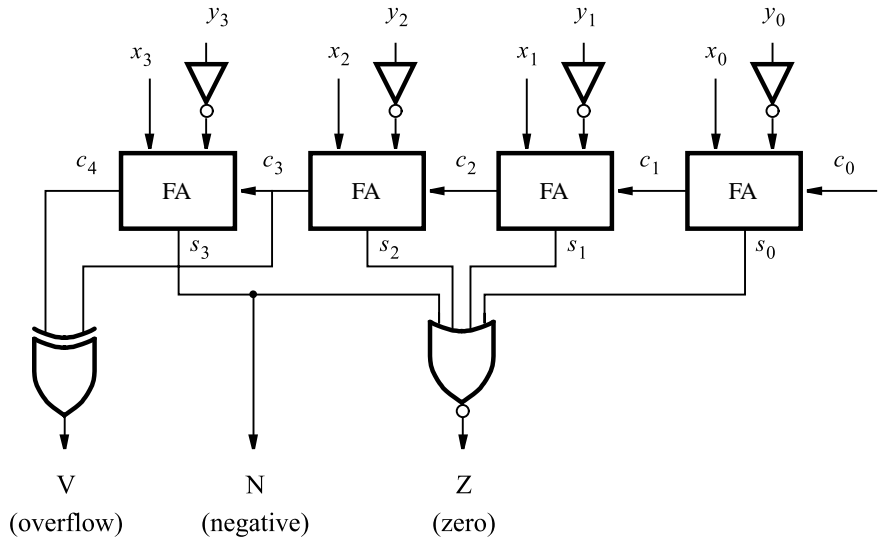 y3 y2 y1 y0
x3 x2 x1 x0
c4 FA c3 FA c2 FA c1 FA c0
s3 s2 s1 s0
V N Z
(overflow) (negative) (zero)